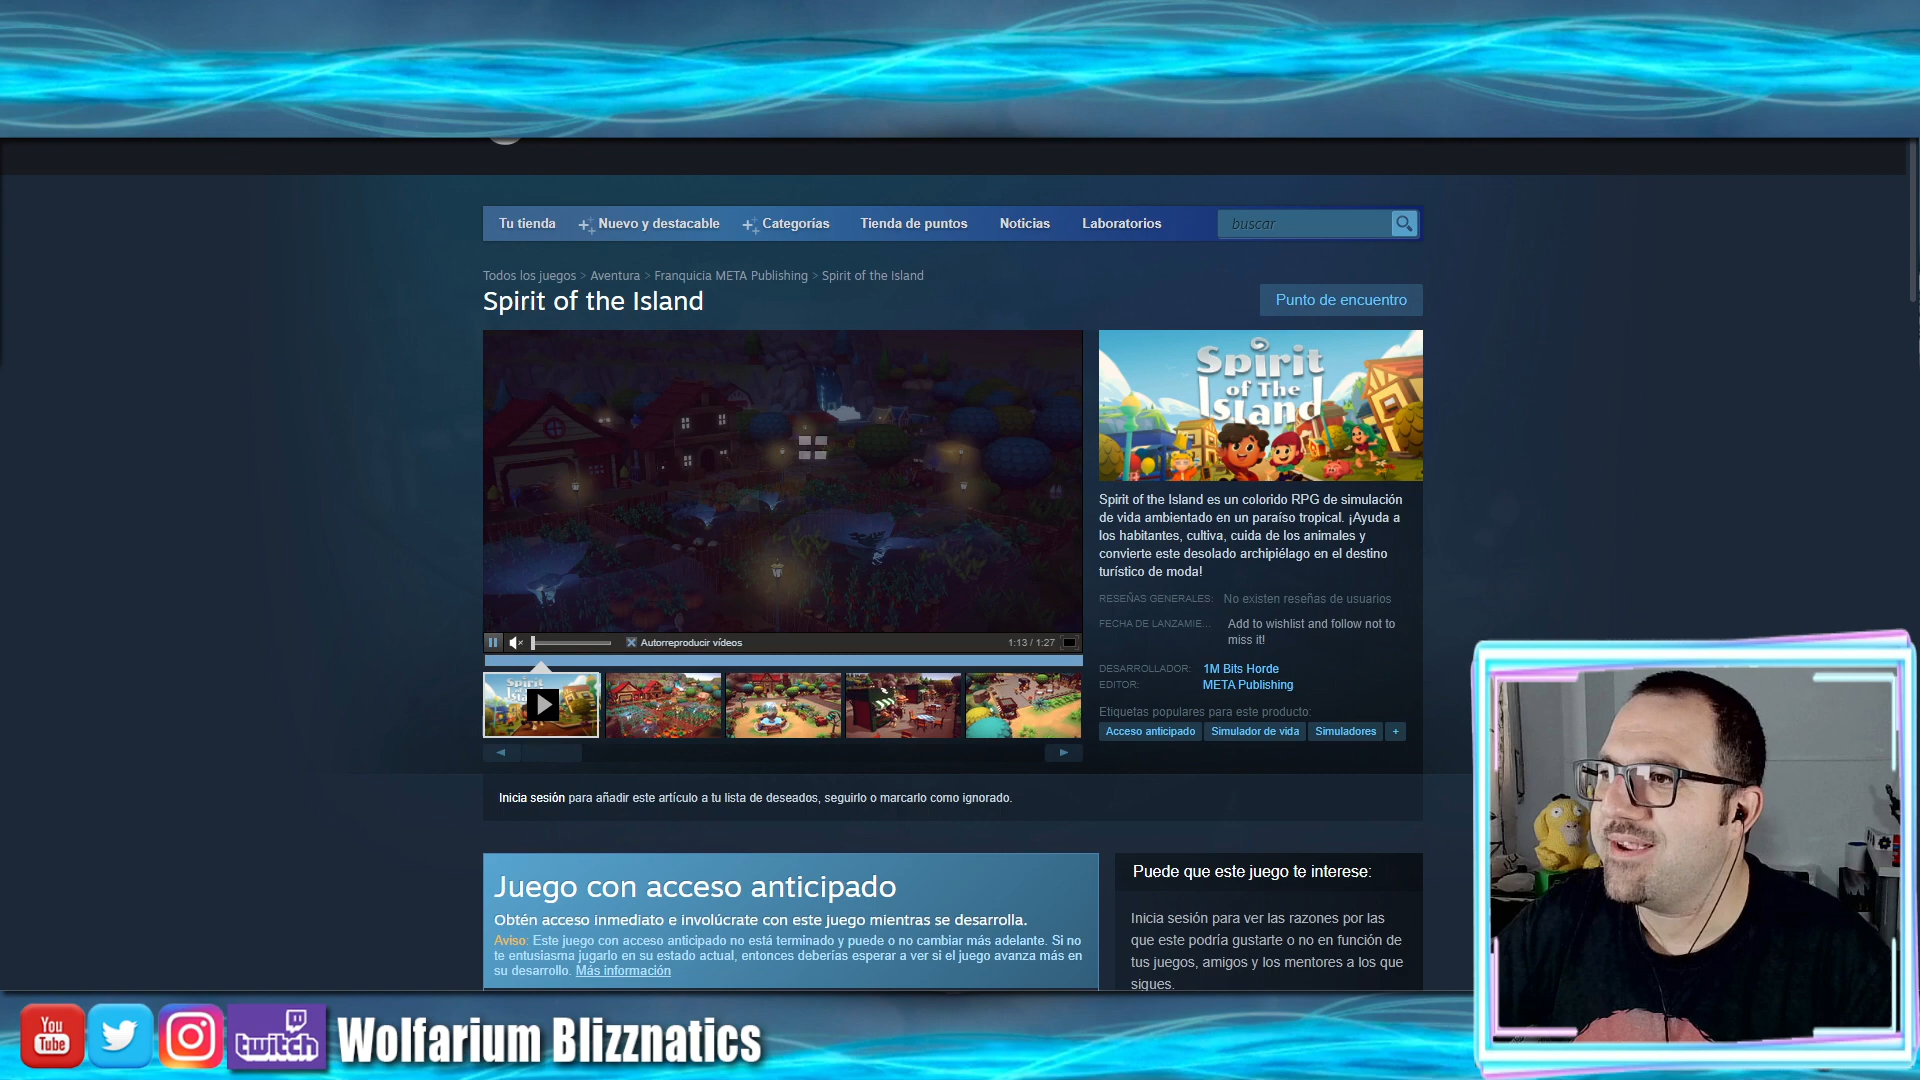 Tu tienda
Nuevo y destacable
Categorías
Tienda de puntos
Noticias
Laboratorios
buscar
Todos los juegos > Aventura > Franquicia META Publishing > Spirit of the Island
Spirit of the Island
Punto de encuentro
Spirit
of The
Island
Spirit of the Island es un colorido RPG de simulación
de vida ambientado en un paraíso tropical. ¡Ayuda a
los habitantes, cultiva, cuida de los animales y
convierte este desolado archipiélago en el destino
turístico de moda!
RESEÑAS GENERALES: No existen reseñas de usuarios
FECHA DE LANZAMIE... Add to wishlist and follow not to
miss it!
DESARROLLADOR: 1M Bits Horde
EDITOR: META Publishing
Etiquetas populares para este producto:
Acceso anticipado Simulador de vida Simuladores +
Autorreproducir vídeos
1:13 / 1:27
Spirit
Inicia sesión para añadir este artículo a tu lista de deseados, seguirlo o marcarlo como ignorado.
Juego con acceso anticipado
Obtén acceso inmediato e involúcrate con este juego mientras se desarrolla.
Aviso: Este juego con acceso anticipado no está terminado y puede o no cambiar más adelante. Si no
te entusiasma jugarlo en su estado actual, entonces deberías esperar a ver si el juego avanza más en
su desarrollo. Más información
Puede que este juego te interese:
Inicia sesión para ver las razones por las
que este podría gustarte o no en función de
tus juegos, amigos y los mentores a los que
sigues.
You
Tube
twitch
Wolfarium Blizznatics